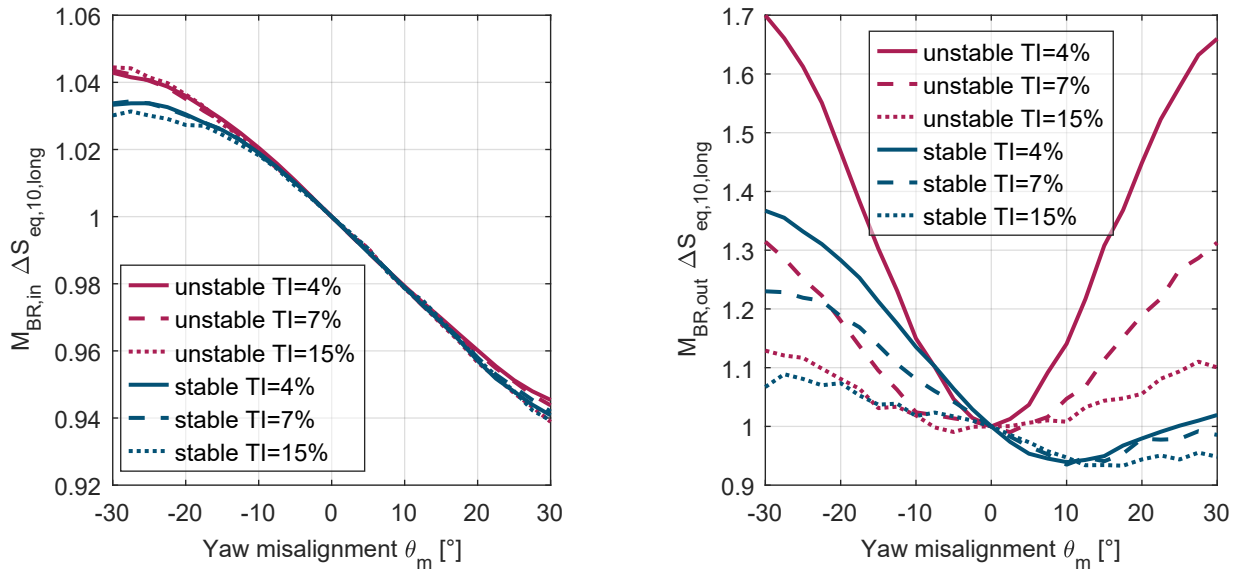 1.06
1.04
1.02
1
0.98
0.96
0.94
0.92
M_BR,in ΔS_eq,10,long
unstable TI=4%
unstable TI=7%
unstable TI=15%
stable TI=4%
stable TI=7%
stable TI=15%
-30 -20 -10 0 10 20 30
Yaw misalignment θ_m [°]
1.7
1.6
1.5
1.4
1.3
1.2
1.1
1
0.9
M_BR,out ΔS_eq,10,long
unstable TI=4%
unstable TI=7%
unstable TI=15%
stable TI=4%
stable TI=7%
stable TI=15%
-30 -20 -10 0 10 20 30
Yaw misalignment θ_m [°]